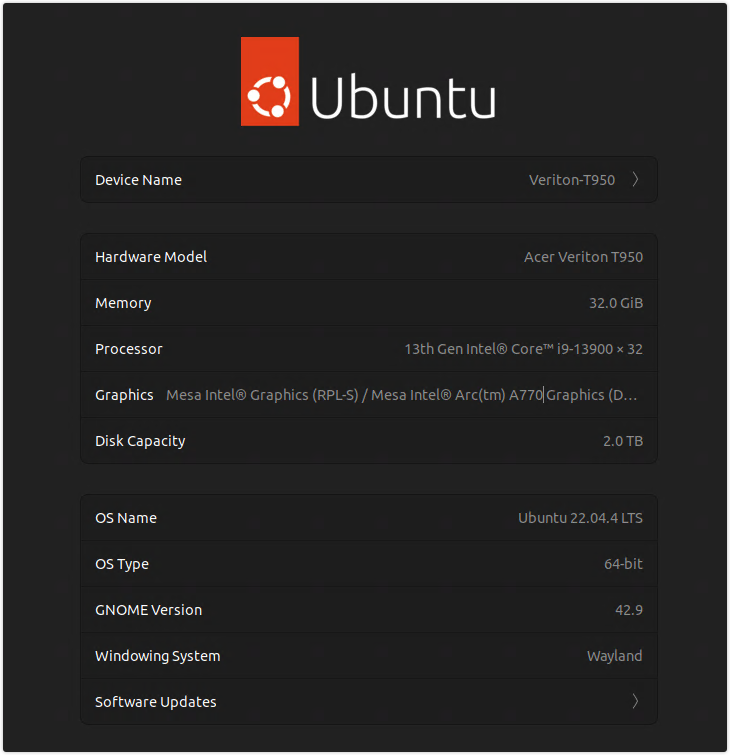 Ubuntu
Device Name Veriton-T950
Hardware Model Acer Veriton T950
Memory 32.0 GiB
Processor 13th Gen Intel® Core™ i9-13900 × 32
Graphics Mesa Intel® Graphics (RPL-S) / Mesa Intel® Arc(tm) A770 Graphics (D…
Disk Capacity 2.0 TB
OS Name Ubuntu 22.04.4 LTS
OS Type 64-bit
GNOME Version 42.9
Windowing System Wayland
Software Updates